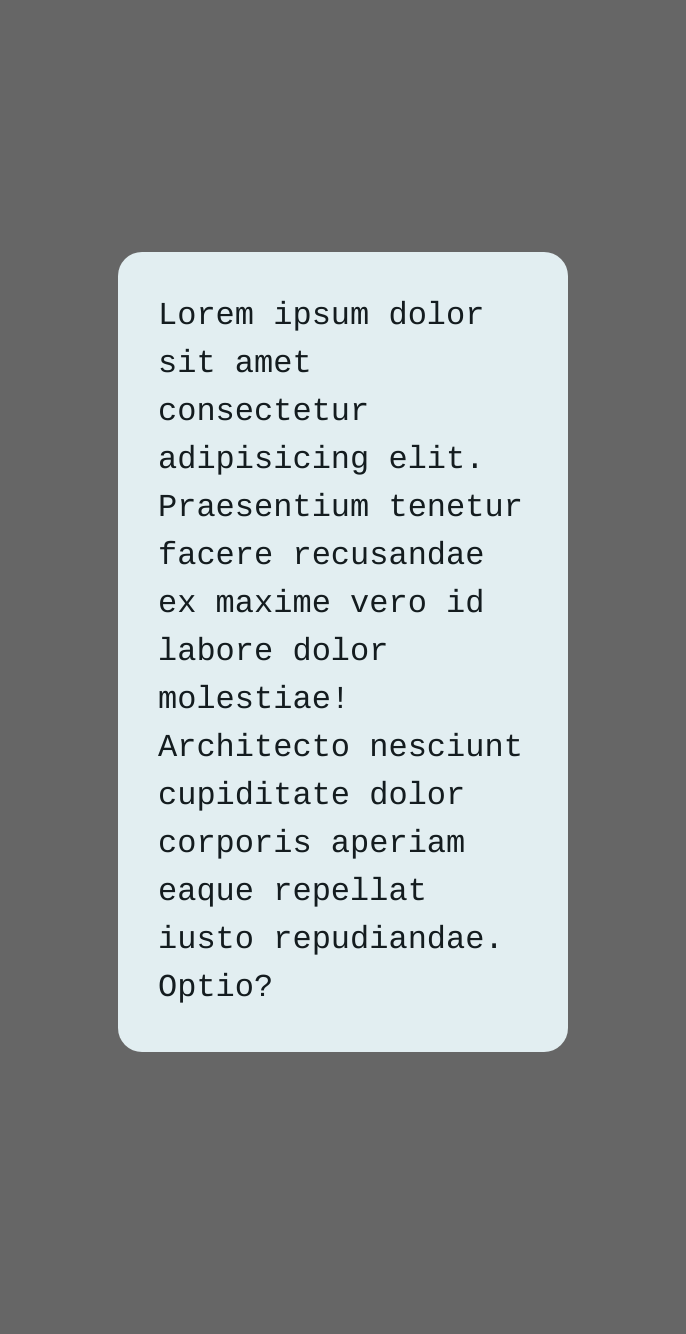 Lorem ipsum dolor
sit amet
consectetur
adipisicing elit.
Praesentium tenetur
facere recusandae
ex maxime vero id
labore dolor
molestiae!
Architecto nesciunt
cupiditate dolor
corporis aperiam
eaque repellat
iusto repudiandae.
Optio?